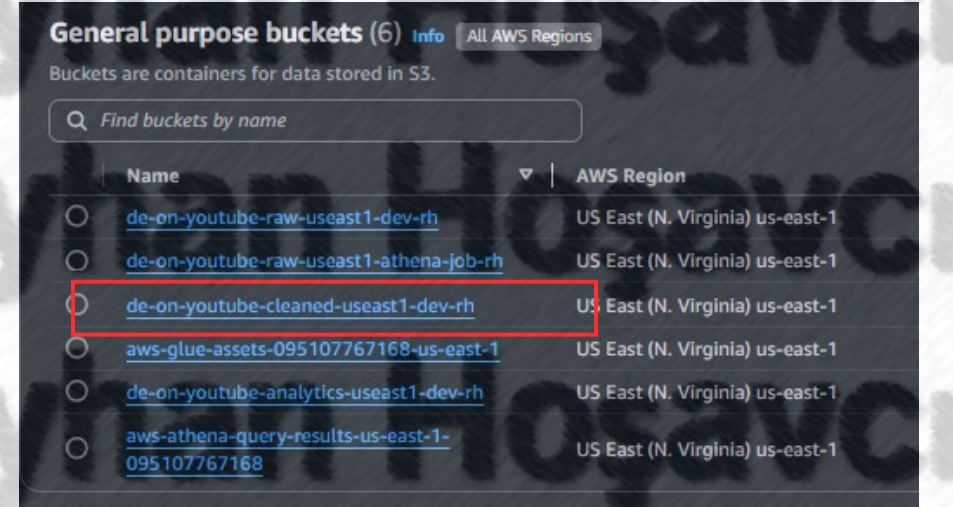 General purpose buckets (6) Info All AWS Regions
Buckets are containers for data stored in S3.
Find buckets by name
Name AWS Region
de-on-youtube-raw-useast1-dev-rh US East (N. Virginia) us-east-1
de-on-youtube-raw-useast1-athena-job-rh US East (N. Virginia) us-east-1
de-on-youtube-cleaned-useast1-dev-rh US East (N. Virginia) us-east-1
aws-glue-assets-095107767168-us-east-1 US East (N. Virginia) us-east-1
de-on-youtube-analytics-useast1-dev-rh US East (N. Virginia) us-east-1
aws-athena-query-results-us-east-1-
095107767168 US East (N. Virginia) us-east-1